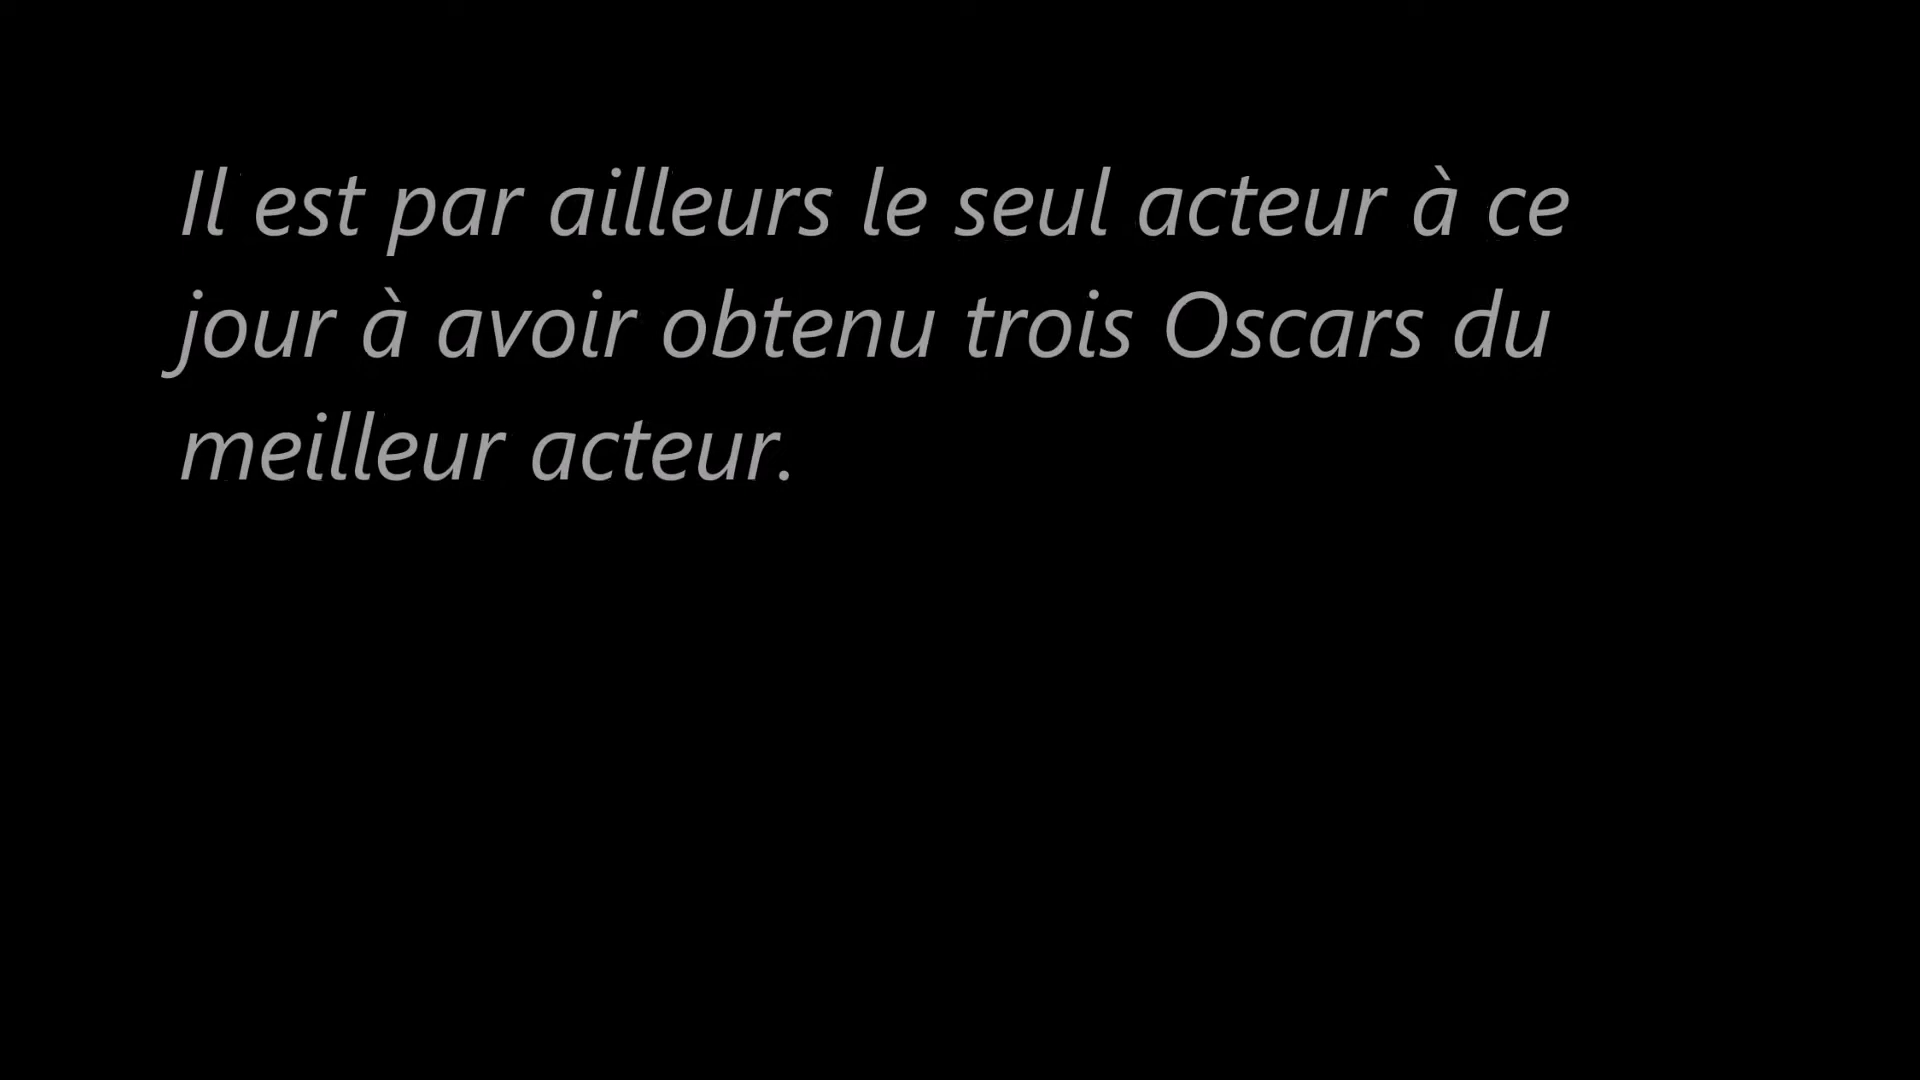 Il est par ailleurs le seul acteur à ce
jour à avoir obtenu trois Oscars du
meilleur acteur.